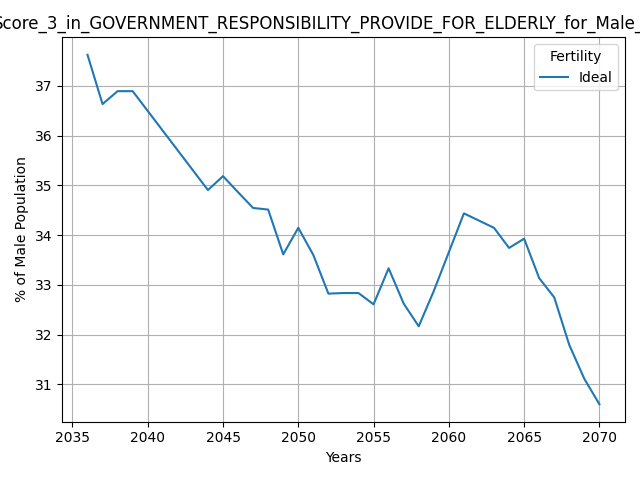 Score_3_in_GOVERNMENT_RESPONSIBILITY_PROVIDE_FOR_ELDERLY_for_Male_
Fertility
Ideal
37
36
35
34
33
32
31
% of Male Population
2035 2040 2045 2050 2055 2060 2065 2070
Years